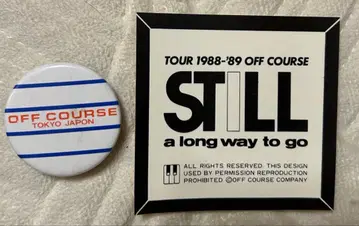 OFF COURSE
TOKYO JAPON
TOUR 1988-'89 OFF COURSE
STILL
a long way to go
ALL RIGHTS RESERVED. THIS DESIGN
USED BY PERMISSION REPRODUCTION
PROHIBITED ©OFF COURSE COMPANY